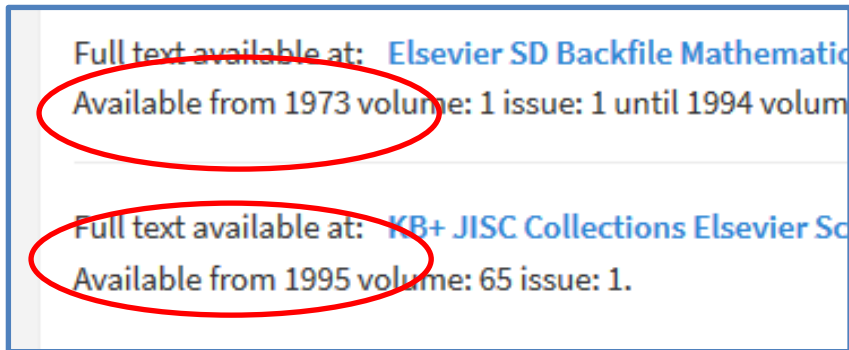 Full text available at: Elsevier SD Backfile Mathematic
Available from 1973 volume: 1 issue: 1 until 1994 volum
Full text available at: KB+ JISC Collections Elsevier Sc
Available from 1995 volume: 65 issue: 1.